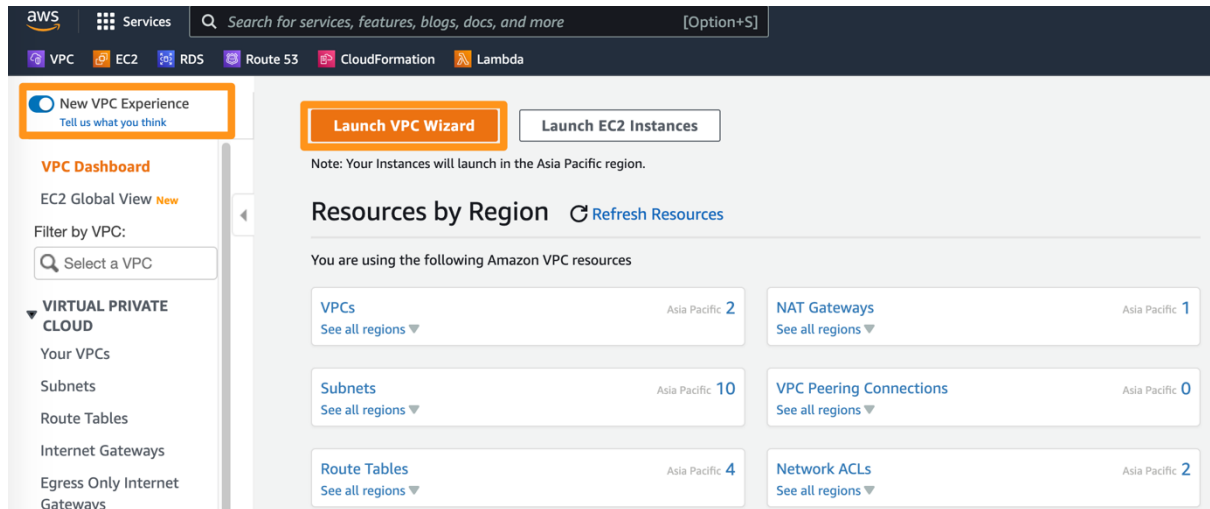 aws
Services
Search for services, features, blogs, docs, and more [Option+S]
VPC EC2 RDS Route 53 CloudFormation Lambda
New VPC Experience
Tell us what you think
VPC Dashboard
EC2 Global View New
Filter by VPC:
Select a VPC
VIRTUAL PRIVATE
CLOUD
Your VPCs
Subnets
Route Tables
Internet Gateways
Egress Only Internet
Gateways
Launch VPC Wizard
Launch EC2 Instances
Note: Your Instances will launch in the Asia Pacific region.
Resources by Region Refresh Resources
You are using the following Amazon VPC resources
VPCs Asia Pacific 2
See all regions
NAT Gateways Asia Pacific 1
See all regions
Subnets Asia Pacific 10
See all regions
VPC Peering Connections Asia Pacific 0
See all regions
Route Tables Asia Pacific 4
See all regions
Network ACLs Asia Pacific 2
See all regions